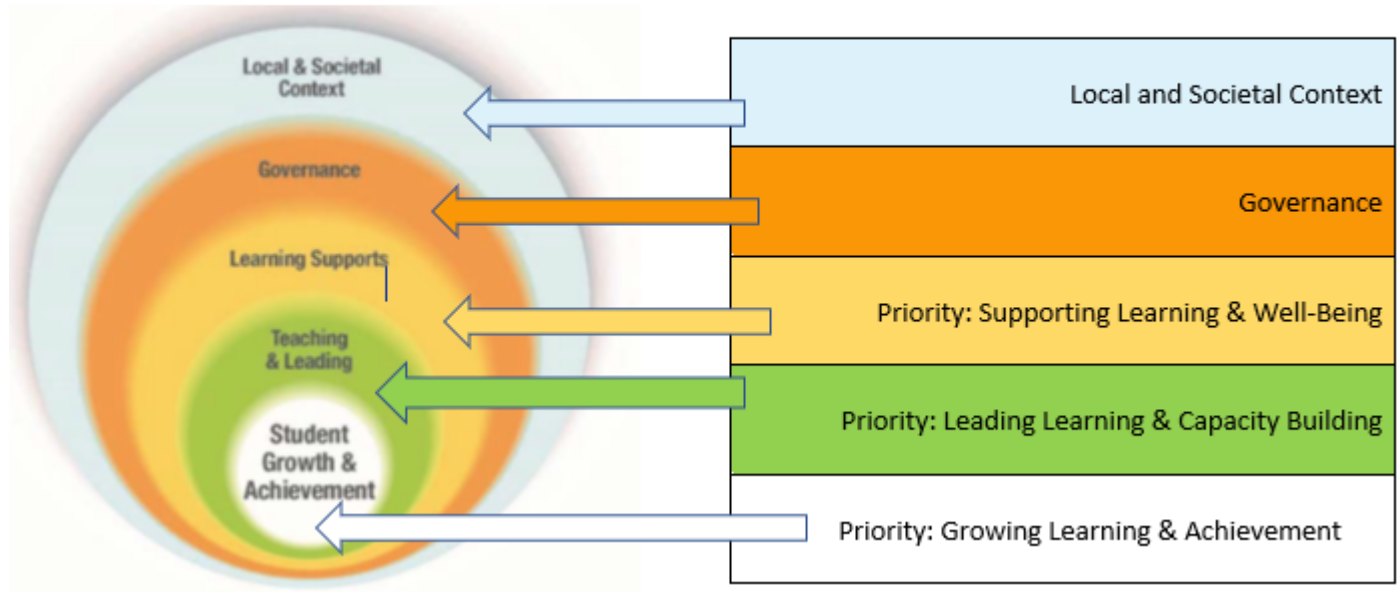 Local & Societal
Context
Governance
Learning Supports
Teaching
& Leading
Student
Growth &
Achievement
Local and Societal Context
Governance
Priority: Supporting Learning & Well-Being
Priority: Leading Learning & Capacity Building
Priority: Growing Learning & Achievement